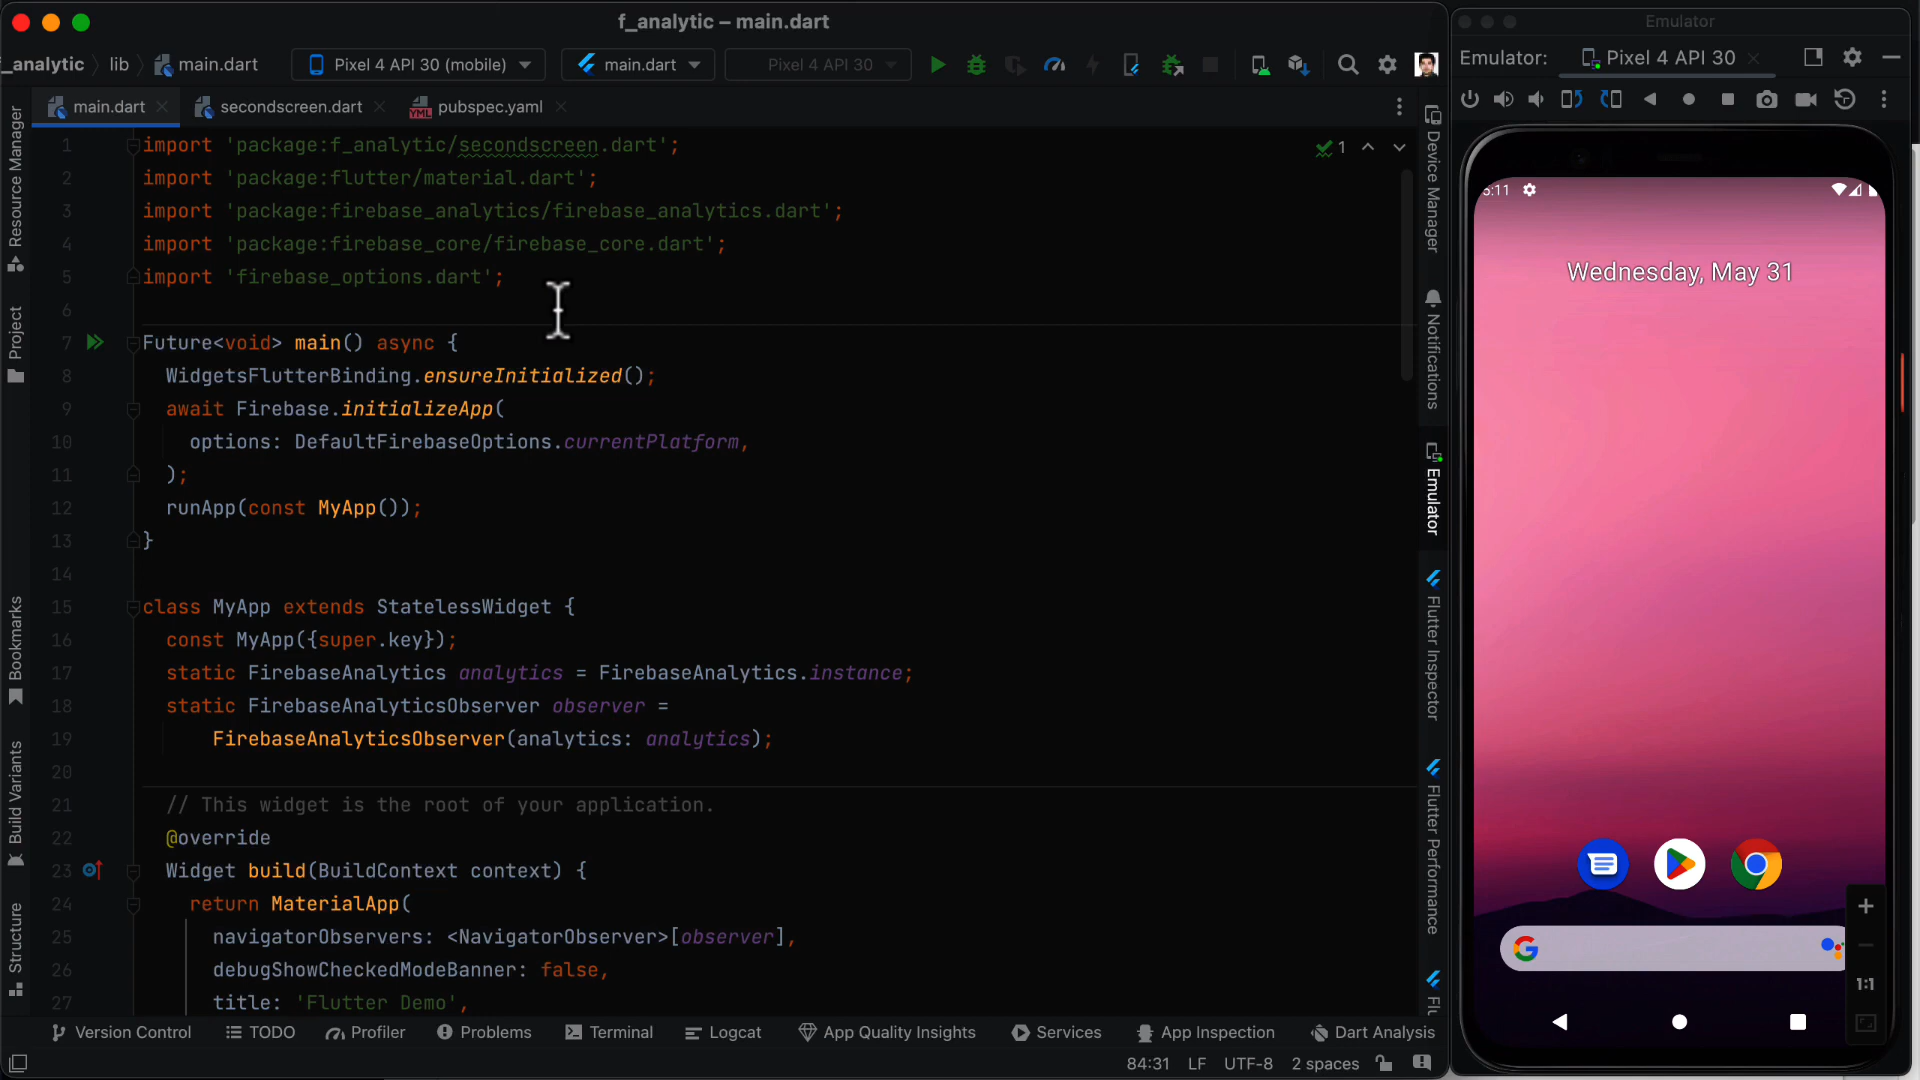 f_analytic – main.dart
Emulator
_analytic
lib
main.dart
Pixel 4 API 30 (mobile)
main.dart
Pixel 4 API 30
Emulator:
Pixel 4 API 30
main.dart
secondscreen.dart
pubspec.yaml
1 import 'package:f_analytic/secondscreen.dart';
1
2 import 'package:flutter/material.dart';
3 import 'package:firebase_analytics/firebase_analytics.dart';
4 import 'package:firebase_core/firebase_core.dart';
5 import 'firebase_options.dart';
6
7 Future<void> main() async {
8 WidgetsFlutterBinding.ensureInitialized();
9 await Firebase.initializeApp(
10 options: DefaultFirebaseOptions.currentPlatform,
11 );
12 runApp(const MyApp());
13 }
14
15 class MyApp extends StatelessWidget {
16 const MyApp({super.key});
17 static FirebaseAnalytics analytics = FirebaseAnalytics.instance;
18 static FirebaseAnalyticsObserver observer =
19 FirebaseAnalyticsObserver(analytics: analytics);
20
21 // This widget is the root of your application.
22 @override
23 Widget build(BuildContext context) {
24 return MaterialApp(
25 navigatorObservers: <NavigatorObserver>[observer],
26 debugShowCheckedModeBanner: false,
27 title: 'Flutter Demo',
Resource Manager
Project
Bookmarks
Build Variants
Structure
Device Manager
Notifications
Emulator
Flutter Inspector
Flutter Performance
:11
Wednesday, May 31
1:1
Version Control
TODO
Profiler
Problems
Terminal
Logcat
App Quality Insights
Services
App Inspection
Dart Analysis
84:31
LF
UTF-8
2 spaces